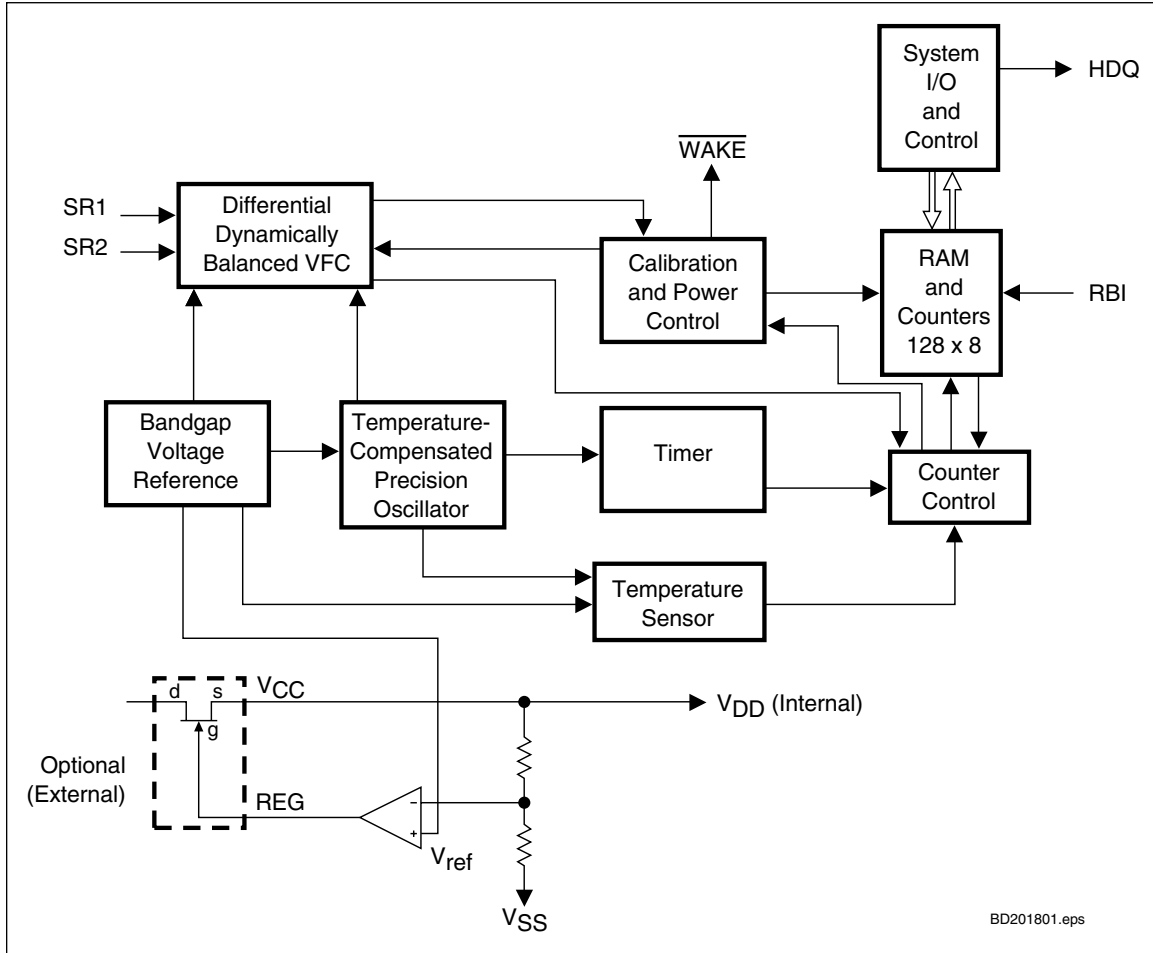 System
I/O
and
Control
HDQ
WAKE
SR1
SR2
Differential
Dynamically
Balanced VFC
Calibration
and Power
Control
RAM
and
Counters
128 x 8
RBI
Bandgap
Voltage
Reference
Temperature-
Compensated
Precision
Oscillator
Timer
Counter
Control
Temperature
Sensor
d
s
g
VCC
VDD (Internal)
Optional
(External)
REG
–
+
Vref
VSS
BD201801.eps